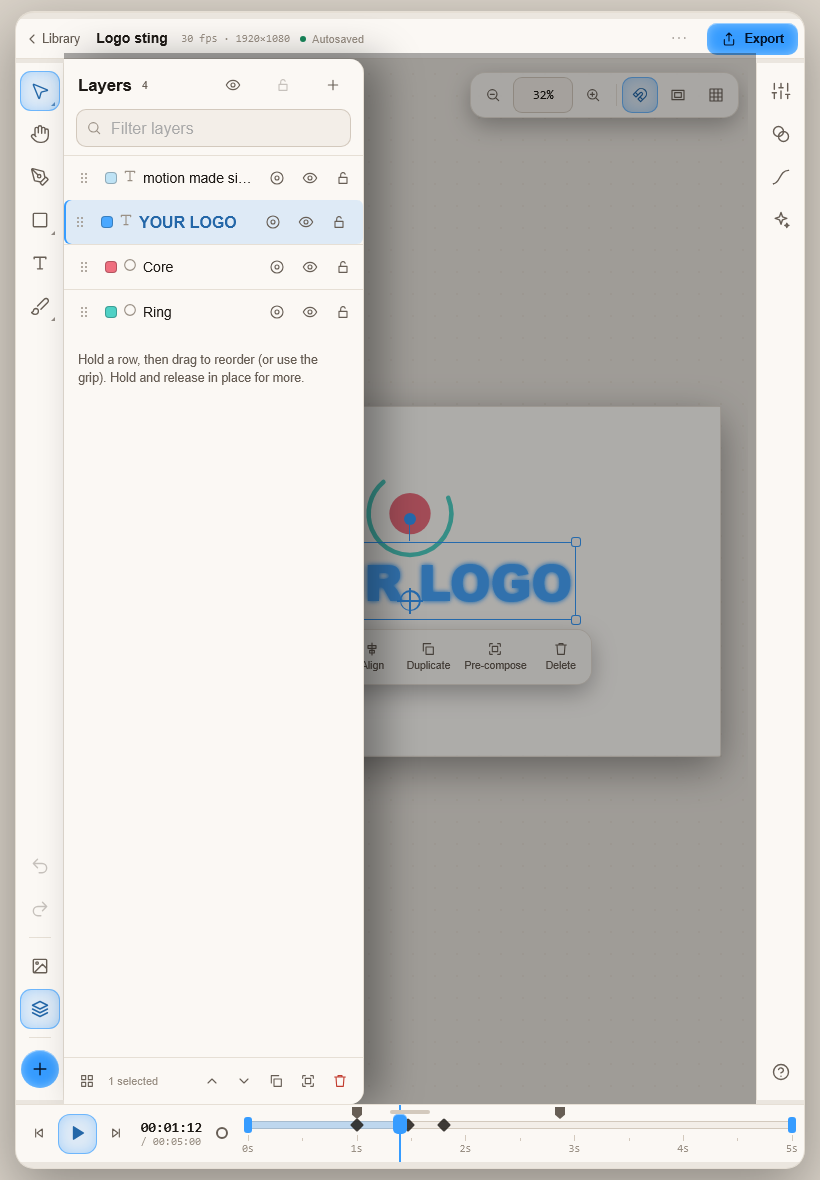 Library
Logo sting
30 fps · 1920×1080
Autosaved
...
Export
Layers 4
Filter layers
32%
motion made si...
YOUR LOGO
Core
Ring
Hold a row, then drag to reorder (or use the
grip). Hold and release in place for more.
R LOGO
Align
Duplicate
Pre-compose
Delete
1 selected
00:01:12
/ 00:05:00
0s 1s 2s 3s 4s 5s